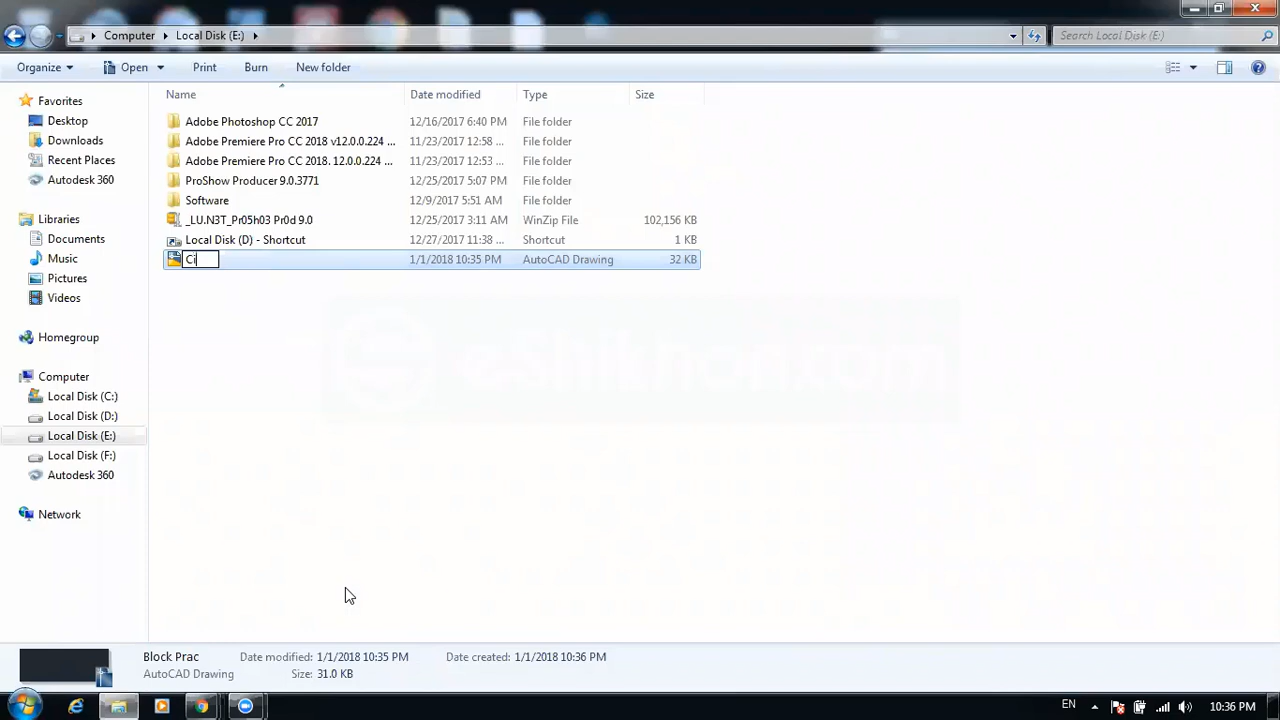 Computer
Local Disk (E:)
Search Local Disk (E:)
Organize
Open
Print
Burn
New folder
Name
Date modified
Type
Size
Favorites
Desktop
Downloads
Recent Places
Autodesk 360
Libraries
Documents
Music
Pictures
Videos
Homegroup
Computer
Local Disk (C:)
Local Disk (D:)
Local Disk (E:)
Local Disk (F:)
Autodesk 360
Network
Adobe Photoshop CC 2017 12/16/2017 6:40 PM File folder
Adobe Premiere Pro CC 2018 v12.0.0.224 ... 11/23/2017 12:58 ... File folder
Adobe Premiere Pro CC 2018. 12.0.0.224 ... 11/23/2017 12:53 ... File folder
ProShow Producer 9.0.3771 12/25/2017 5:07 PM File folder
Software 12/9/2017 5:51 AM File folder
_LU.N3T_Pr05h03 Pr0d 9.0 12/25/2017 3:11 AM WinZip File 102,156 KB
Local Disk (D) - Shortcut 12/27/2017 11:38 ... Shortcut 1 KB
Ci 1/1/2018 10:35 PM AutoCAD Drawing 32 KB
Block Prac Date modified: 1/1/2018 10:35 PM Date created: 1/1/2018 10:36 PM
AutoCAD Drawing Size: 31.0 KB
EN
10:36 PM